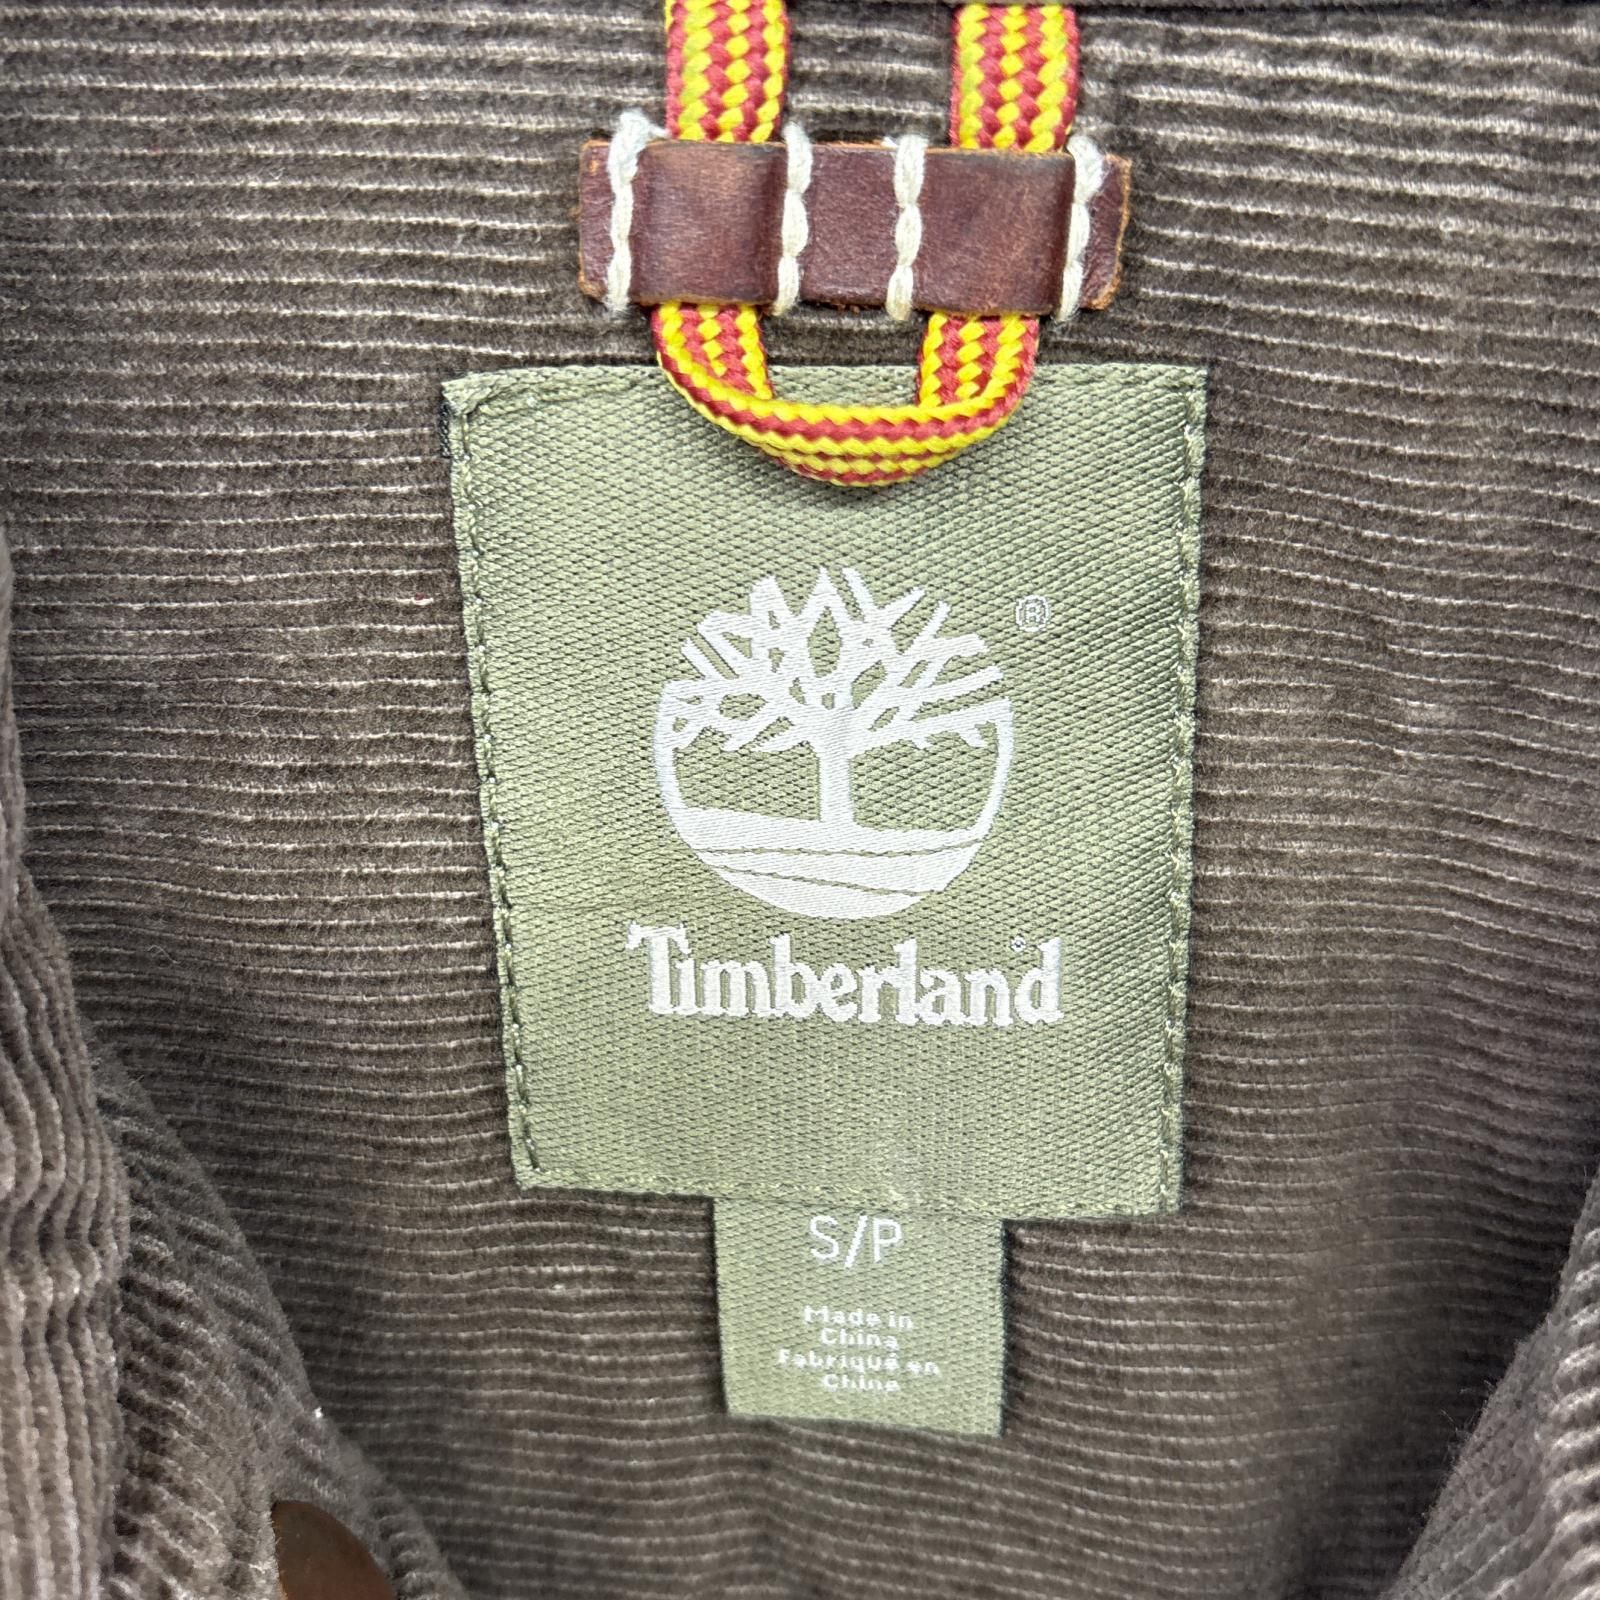 ®
Timberland
S/P
Made in
China
Fabriqué en
Chine